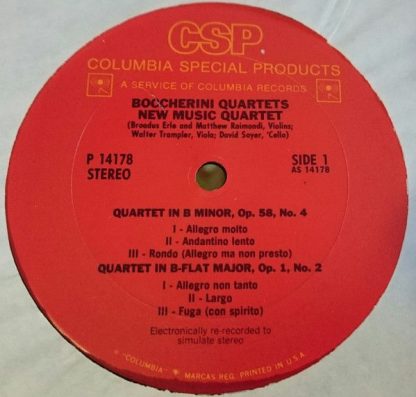 CSP
COLUMBIA SPECIAL PRODUCTS
A SERVICE OF COLUMBIA RECORDS
BOCCHERINI QUARTETS
NEW MUSIC QUARTET
(Broadus Erle and Matthew Raimondi, Violins;
Walter Trampler, Viola; David Soyer, 'Cello)
P 14178
STEREO
SIDE 1
AS 14178
QUARTET IN B MINOR, Op. 58, No. 4
I - Allegro molto
II - Andantino lento
III - Rondo (Allegro ma non presto)
QUARTET IN B-FLAT MAJOR, Op. 1, No. 2
I - Allegro non tanto
II - Largo
III - Fuga (con spirito)
Electronically re-recorded to
simulate stereo
"COLUMBIA" MARCAS REG. PRINTED IN U.S.A.